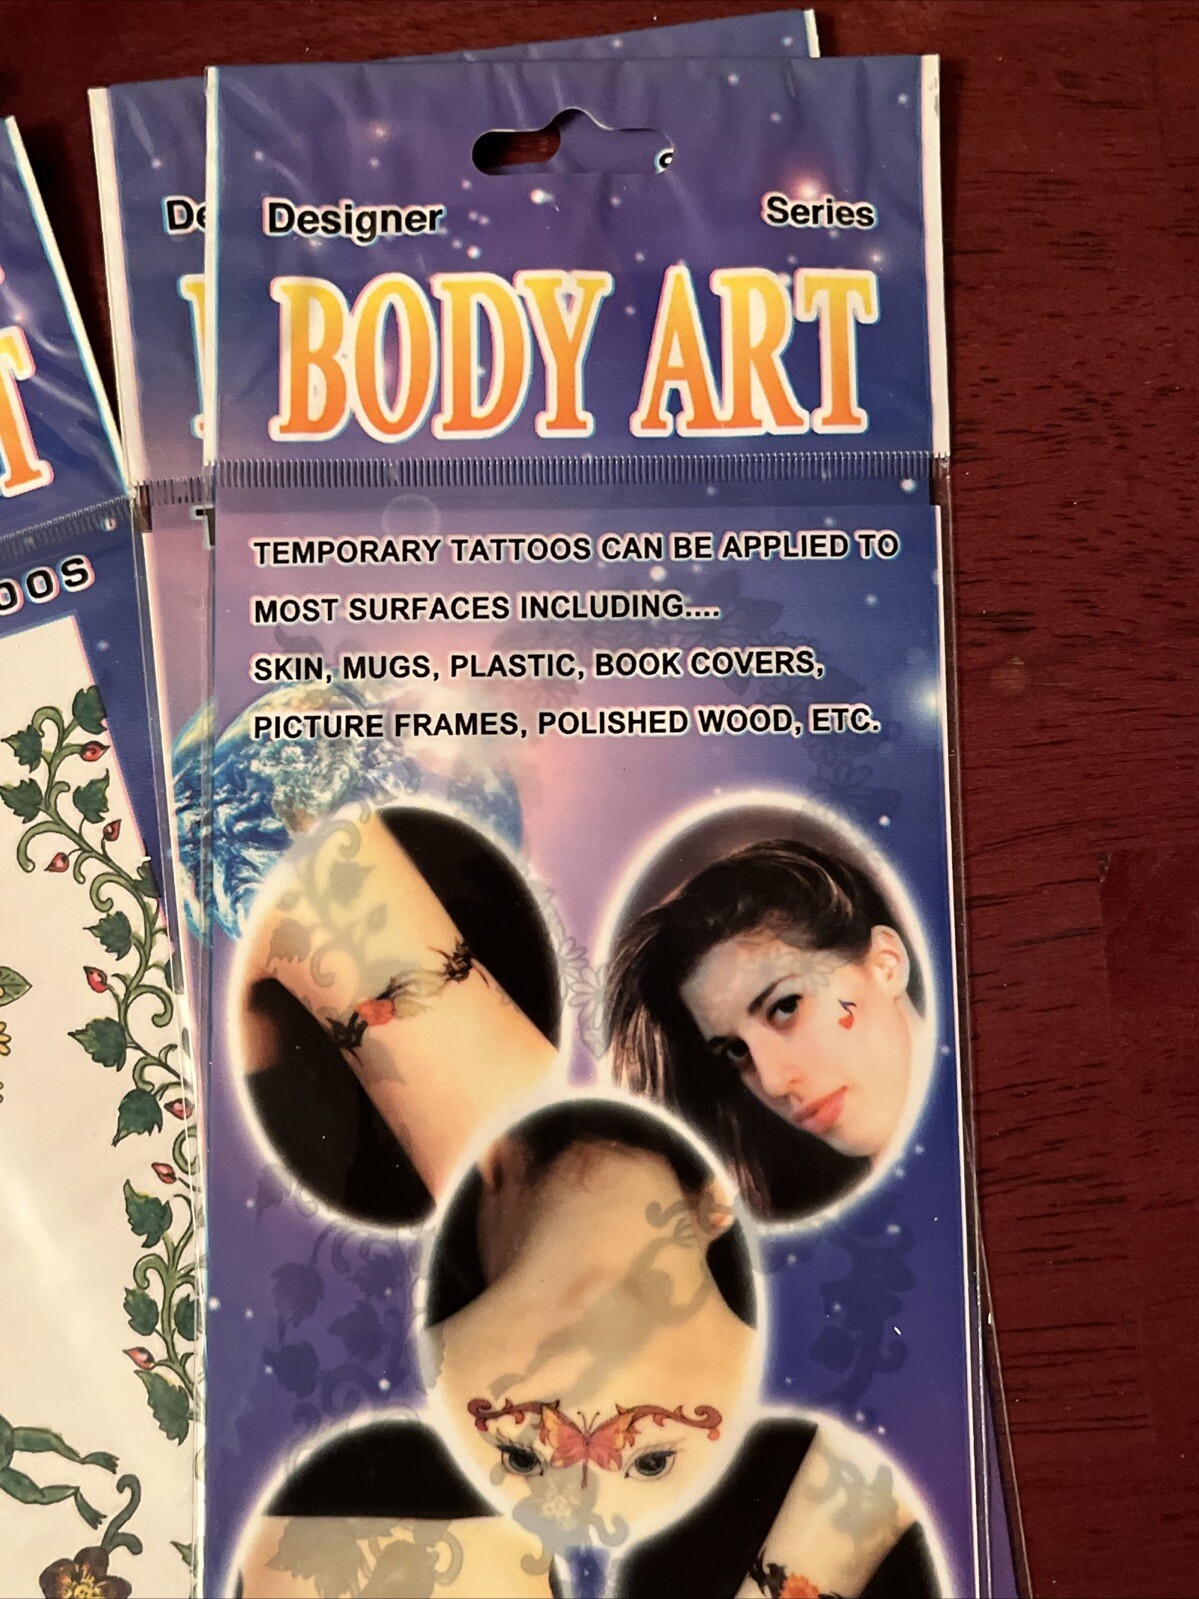 Designer Series
BODY ART
TEMPORARY TATTOOS CAN BE APPLIED TO
MOST SURFACES INCLUDING....
SKIN, MUGS, PLASTIC, BOOK COVERS,
PICTURE FRAMES, POLISHED WOOD, ETC.